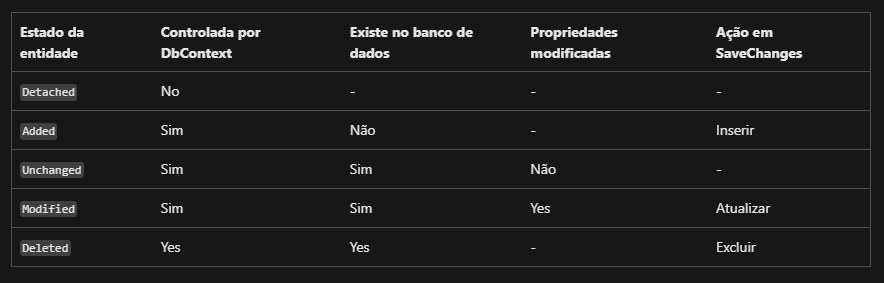 Estado da entidade | Controlada por DbContext | Existe no banco de dados | Propriedades modificadas | Ação em SaveChanges
Detached | No | - | - | -
Added | Sim | Não | - | Inserir
Unchanged | Sim | Sim | Não | -
Modified | Sim | Sim | Yes | Atualizar
Deleted | Yes | Yes | - | Excluir